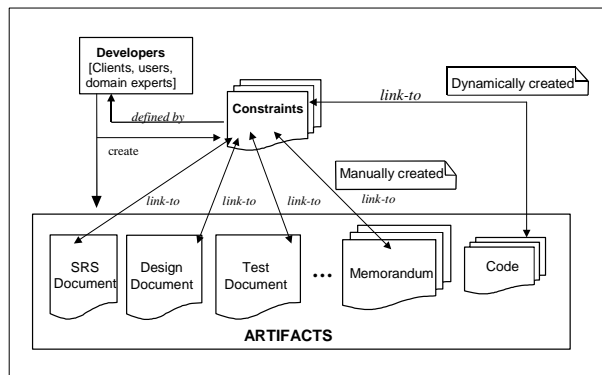 Developers
[Clients, users,
domain experts]
Constraints
defined by
create
link-to
Dynamically created
Manually created
link-to
link-to
link-to
link-to
SRS
Document
Design
Document
Test
Document
...
Memorandum
Code
ARTIFACTS